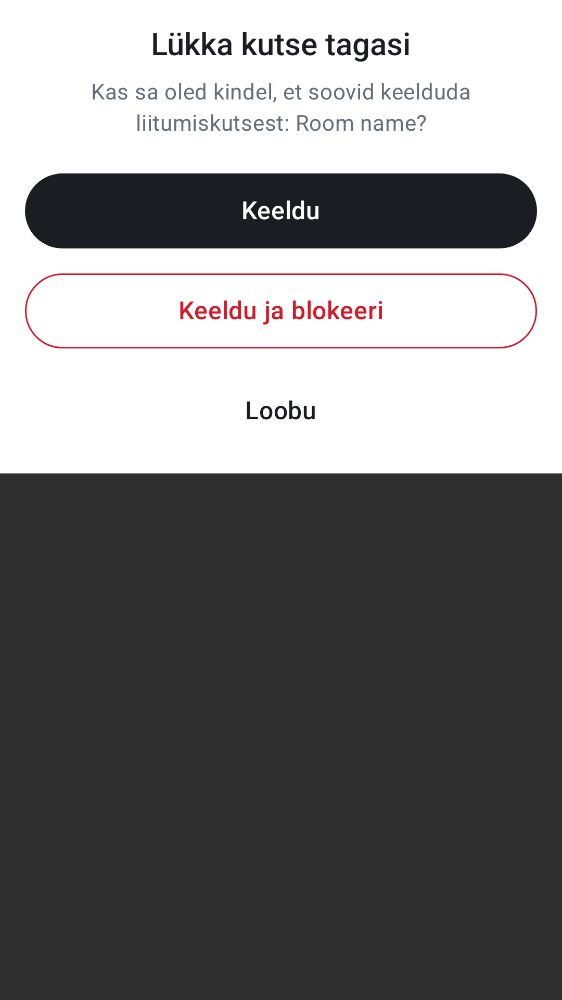 Lükka kutse tagasi
Kas sa oled kindel, et soovid keelduda
liitumiskutsest: Room name?
Keeldu
Keeldu ja blokeeri
Loobu